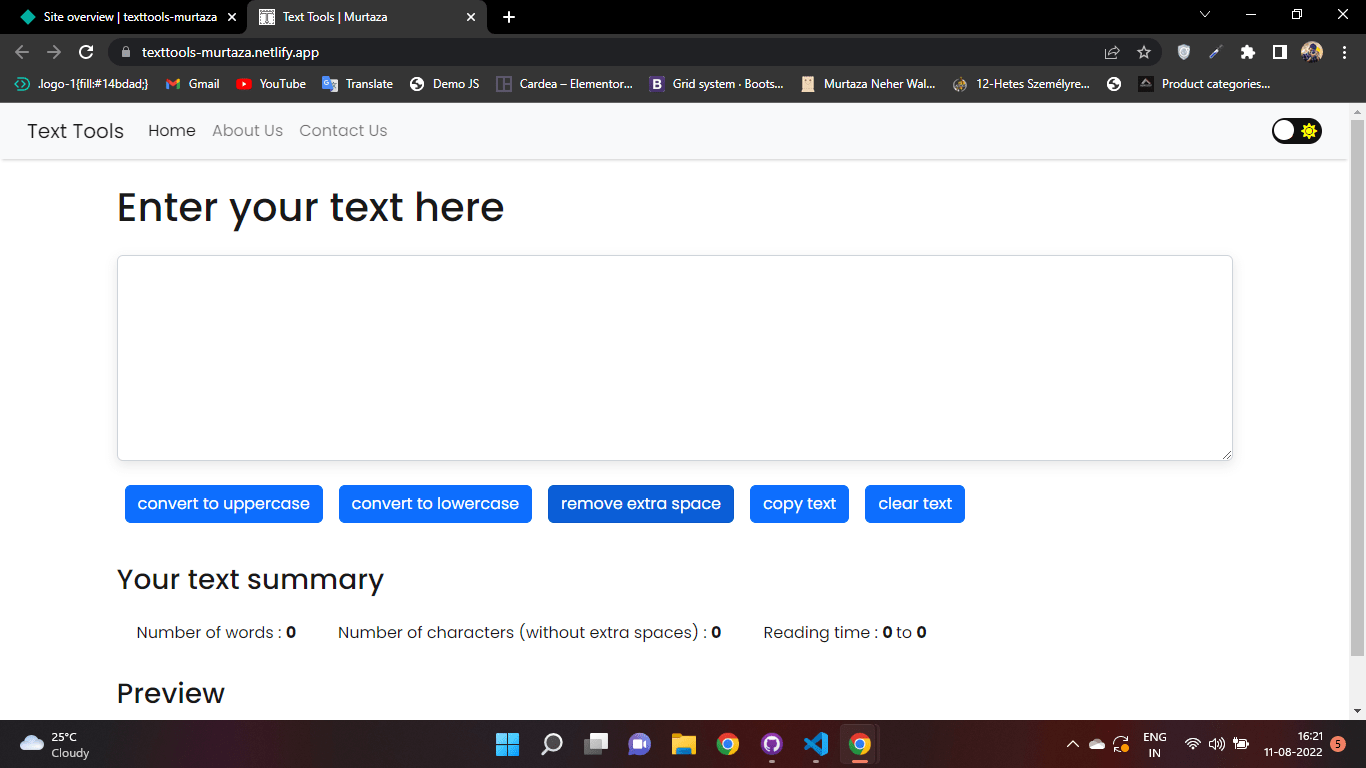 Site overview | texttools-murtaza
Text Tools | Murtaza
texttools-murtaza.netlify.app
.logo-1{fill:#14bdad;} Gmail YouTube Translate Demo JS Cardea – Elementor... Grid system · Boots... Murtaza Neher Wal... 12-Hetes Személyre... Product categories...
Text Tools Home About Us Contact Us
Enter your text here
convert to uppercase convert to lowercase remove extra space copy text clear text
Your text summary
Number of words : 0 Number of characters (without extra spaces) : 0 Reading time : 0 to 0
Preview
25°C
Cloudy
ENG
IN
16:21
11-08-2022
5